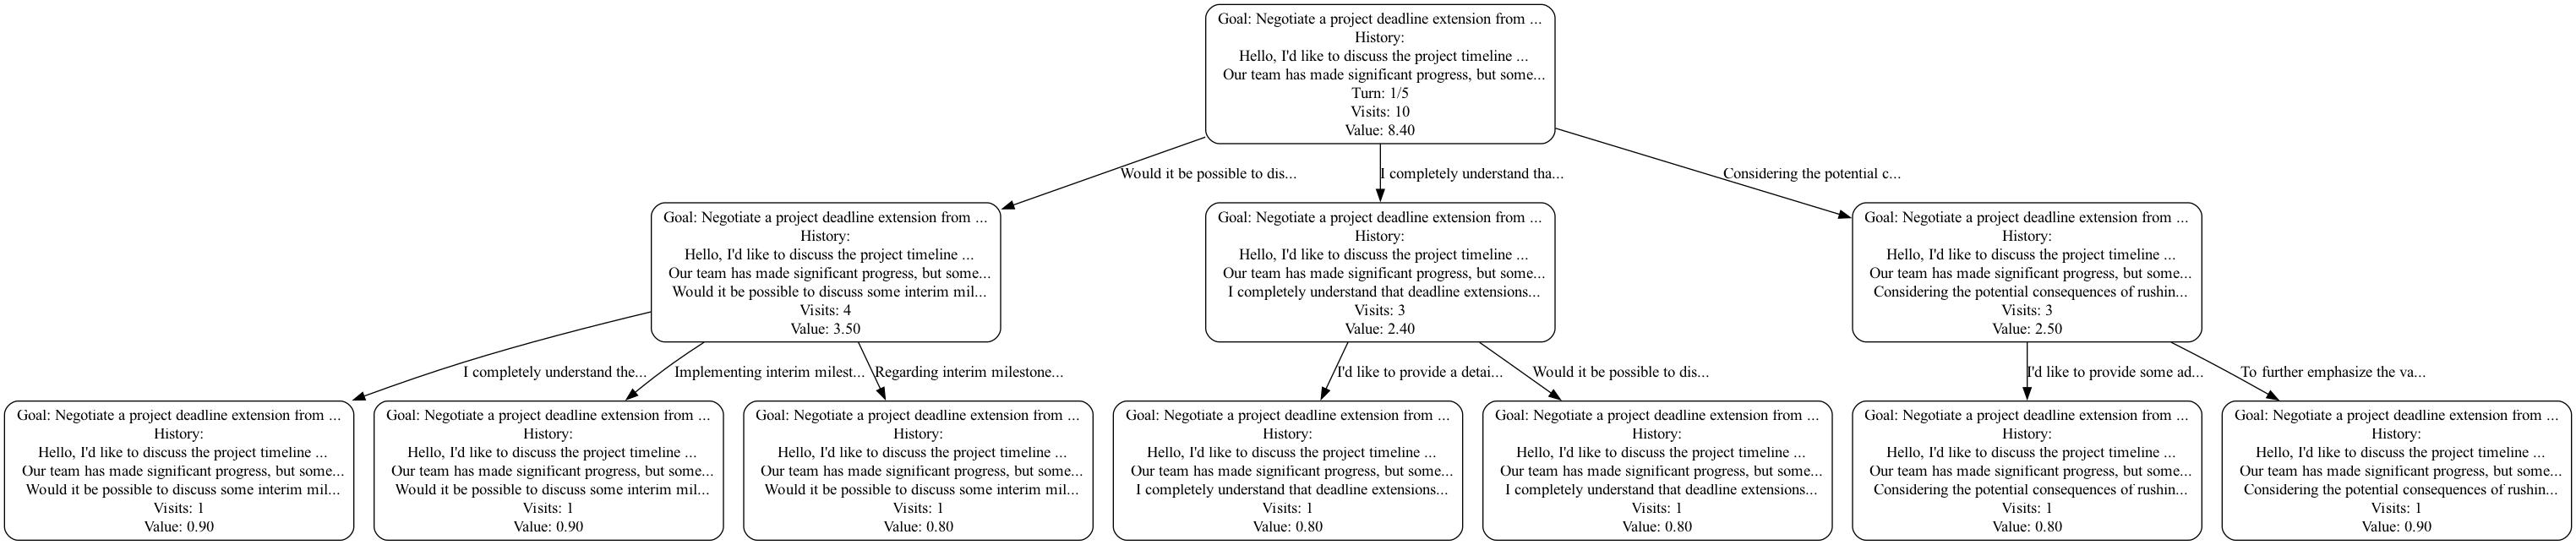 Goal: Negotiate a project deadline extension from ...
History:
Hello, I'd like to discuss the project timeline ...
Our team has made significant progress, but some...
Turn: 1/5
Visits: 10
Value: 8.40
Would it be possible to dis...
I completely understand tha...
Considering the potential c...
Goal: Negotiate a project deadline extension from ...
History:
Hello, I'd like to discuss the project timeline ...
Our team has made significant progress, but some...
Would it be possible to discuss some interim mil...
Visits: 4
Value: 3.50
Goal: Negotiate a project deadline extension from ...
History:
Hello, I'd like to discuss the project timeline ...
Our team has made significant progress, but some...
I completely understand that deadline extensions...
Visits: 3
Value: 2.40
Goal: Negotiate a project deadline extension from ...
History:
Hello, I'd like to discuss the project timeline ...
Our team has made significant progress, but some...
Considering the potential consequences of rushin...
Visits: 3
Value: 2.50
I completely understand the...
Implementing interim milest...
Regarding interim milestone...
I'd like to provide a detai...
Would it be possible to dis...
I'd like to provide some ad...
To further emphasize the va...
Goal: Negotiate a project deadline extension from ...
History:
Hello, I'd like to discuss the project timeline ...
Our team has made significant progress, but some...
Would it be possible to discuss some interim mil...
Visits: 1
Value: 0.90
Goal: Negotiate a project deadline extension from ...
History:
Hello, I'd like to discuss the project timeline ...
Our team has made significant progress, but some...
Would it be possible to discuss some interim mil...
Visits: 1
Value: 0.90
Goal: Negotiate a project deadline extension from ...
History:
Hello, I'd like to discuss the project timeline ...
Our team has made significant progress, but some...
Would it be possible to discuss some interim mil...
Visits: 1
Value: 0.80
Goal: Negotiate a project deadline extension from ...
History:
Hello, I'd like to discuss the project timeline ...
Our team has made significant progress, but some...
I completely understand that deadline extensions...
Visits: 1
Value: 0.80
Goal: Negotiate a project deadline extension from ...
History:
Hello, I'd like to discuss the project timeline ...
Our team has made significant progress, but some...
I completely understand that deadline extensions...
Visits: 1
Value: 0.80
Goal: Negotiate a project deadline extension from ...
History:
Hello, I'd like to discuss the project timeline ...
Our team has made significant progress, but some...
Considering the potential consequences of rushin...
Visits: 1
Value: 0.80
Goal: Negotiate a project deadline extension from ...
History:
Hello, I'd like to discuss the project timeline ...
Our team has made significant progress, but some...
Considering the potential consequences of rushin...
Visits: 1
Value: 0.90